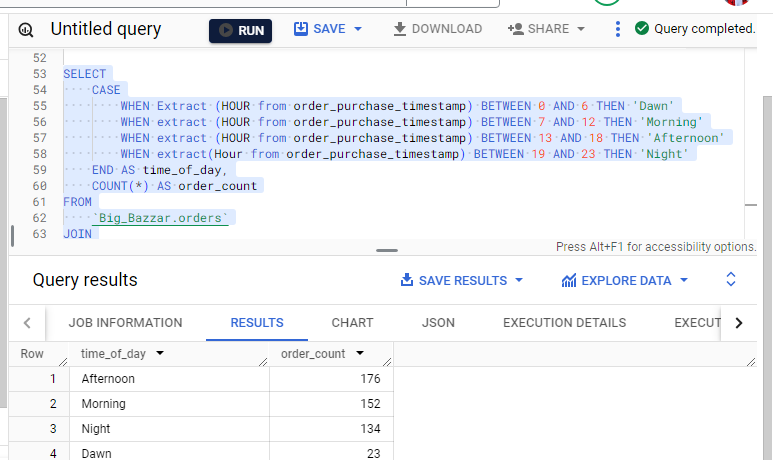 Untitled query RUN SAVE DOWNLOAD SHARE Query completed.
52
53 SELECT
54 CASE
55 WHEN Extract (HOUR from order_purchase_timestamp) BETWEEN 0 AND 6 THEN 'Dawn'
56 WHEN Extract (HOUR from order_purchase_timestamp) BETWEEN 7 AND 12 THEN 'Morning'
57 WHEN Extract (HOUR from order_purchase_timestamp) BETWEEN 13 AND 18 THEN 'Afternoon'
58 WHEN extract(Hour from order_purchase_timestamp) BETWEEN 19 AND 23 THEN 'Night'
59 END AS time_of_day,
60 COUNT(*) AS order_count
61 FROM
62 `Big_Bazzar.orders`
63 JOIN
Press Alt+F1 for accessibility options.
Query results SAVE RESULTS EXPLORE DATA
JOB INFORMATION RESULTS CHART JSON EXECUTION DETAILS EXECUT
Row time_of_day order_count
1 Afternoon 176
2 Morning 152
3 Night 134
4 Dawn 23